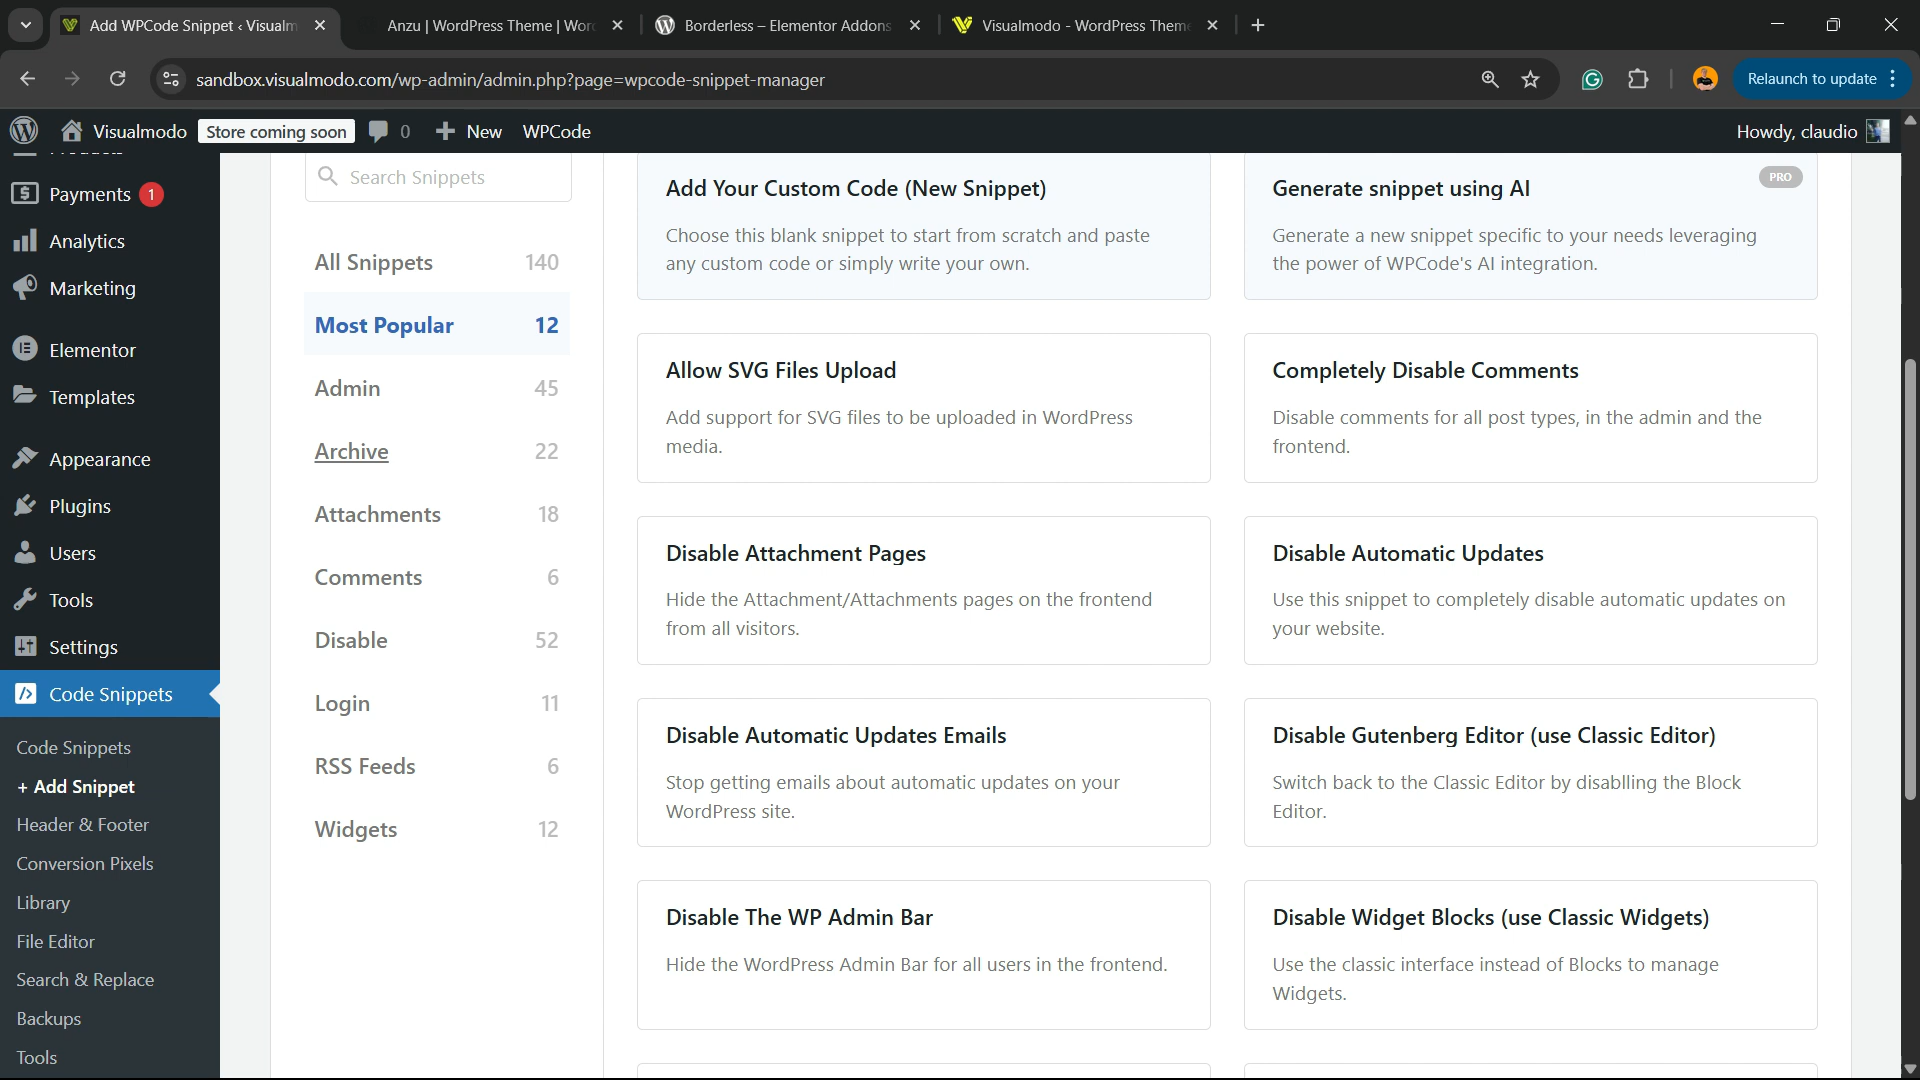 Add WPCode Snippet ‹ Visualm
Anzu | WordPress Theme | Wor
Borderless – Elementor Addons
Visualmodo - WordPress Theme
sandbox.visualmodo.com/wp-admin/admin.php?page=wpcode-snippet-manager
Relaunch to update
Visualmodo
Store coming soon
0
New
WPCode
Howdy, claudio
Payments 1
Analytics
Marketing
Elementor
Templates
Appearance
Plugins
Users
Tools
Settings
Code Snippets
Code Snippets
+ Add Snippet
Header & Footer
Conversion Pixels
Library
File Editor
Search & Replace
Backups
Tools
Search Snippets
All Snippets 140
Most Popular 12
Admin 45
Archive 22
Attachments 18
Comments 6
Disable 52
Login 11
RSS Feeds 6
Widgets 12
Add Your Custom Code (New Snippet)
Choose this blank snippet to start from scratch and paste
any custom code or simply write your own.
Generate snippet using AI
PRO
Generate a new snippet specific to your needs leveraging
the power of WPCode's AI integration.
Allow SVG Files Upload
Add support for SVG files to be uploaded in WordPress
media.
Completely Disable Comments
Disable comments for all post types, in the admin and the
frontend.
Disable Attachment Pages
Hide the Attachment/Attachments pages on the frontend
from all visitors.
Disable Automatic Updates
Use this snippet to completely disable automatic updates on
your website.
Disable Automatic Updates Emails
Stop getting emails about automatic updates on your
WordPress site.
Disable Gutenberg Editor (use Classic Editor)
Switch back to the Classic Editor by disablling the Block
Editor.
Disable The WP Admin Bar
Hide the WordPress Admin Bar for all users in the frontend.
Disable Widget Blocks (use Classic Widgets)
Use the classic interface instead of Blocks to manage
Widgets.